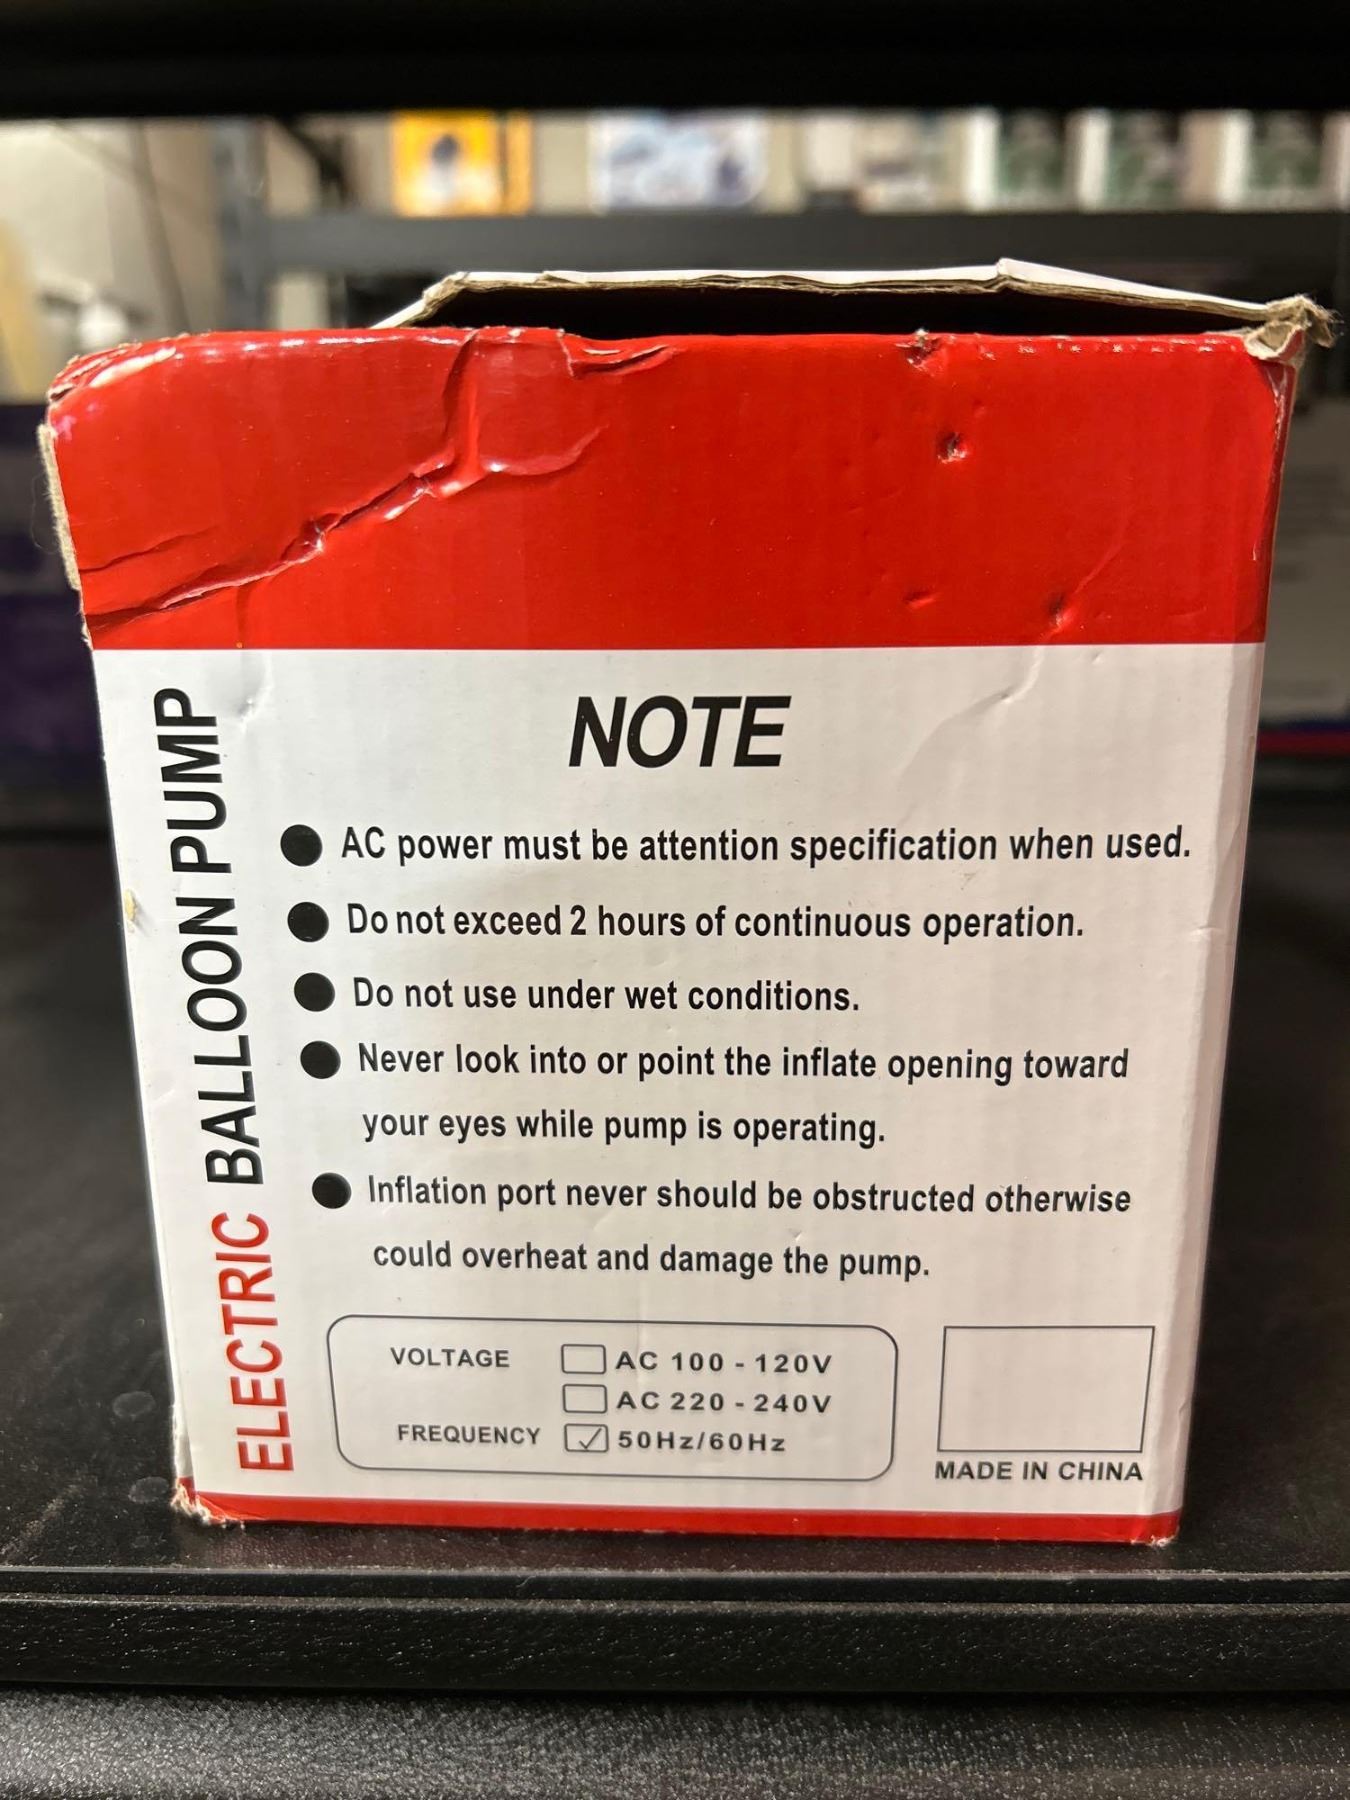 NOTE
● AC power must be attention specification when used.
● Do not exceed 2 hours of continuous operation.
● Do not use under wet conditions.
● Never look into or point the inflate opening toward
your eyes while pump is operating.
● Inflation port never should be obstructed otherwise
could overheat and damage the pump.
ELECTRIC BALLOON PUMP
VOLTAGE ☐ AC 100 - 120V
☐ AC 220 - 240V
FREQUENCY ☑ 50Hz/60Hz
MADE IN CHINA